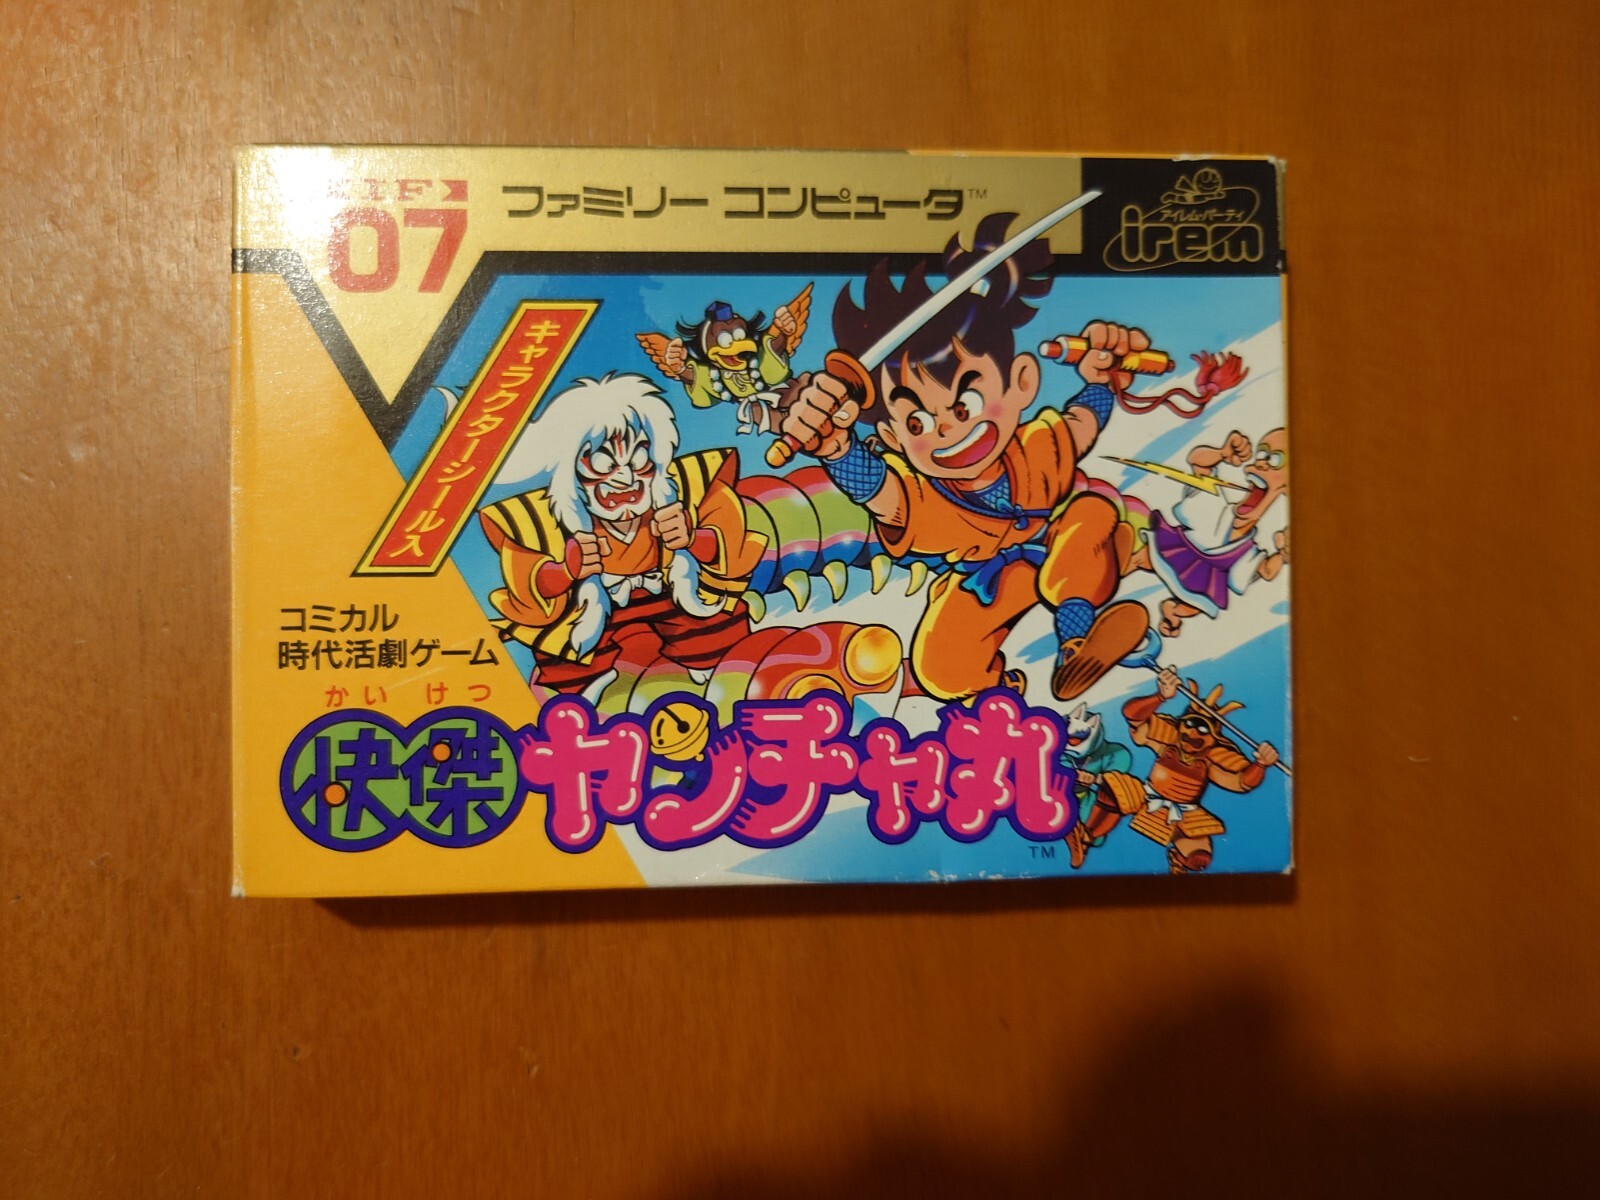 07
ファミリー コンピュータ™
アイレム・パーティ
irem
キャラクターシール入
コミカル
時代活劇ゲーム
かいけつ
快傑ヤンチャ丸
TM